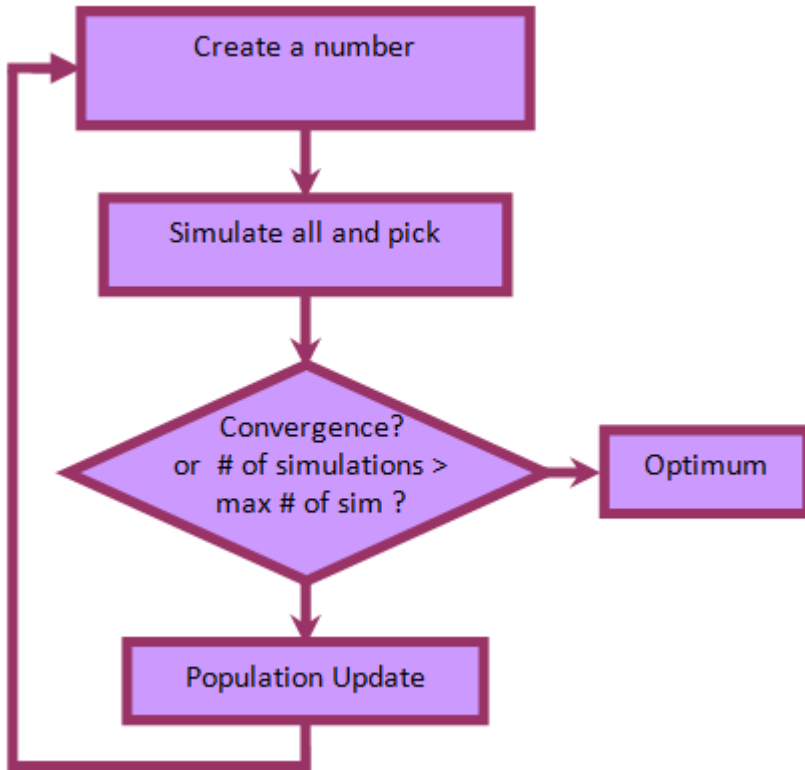 Create a number
Simulate all and pick
Convergence?
or # of simulations >
max # of sim ?
Optimum
Population Update